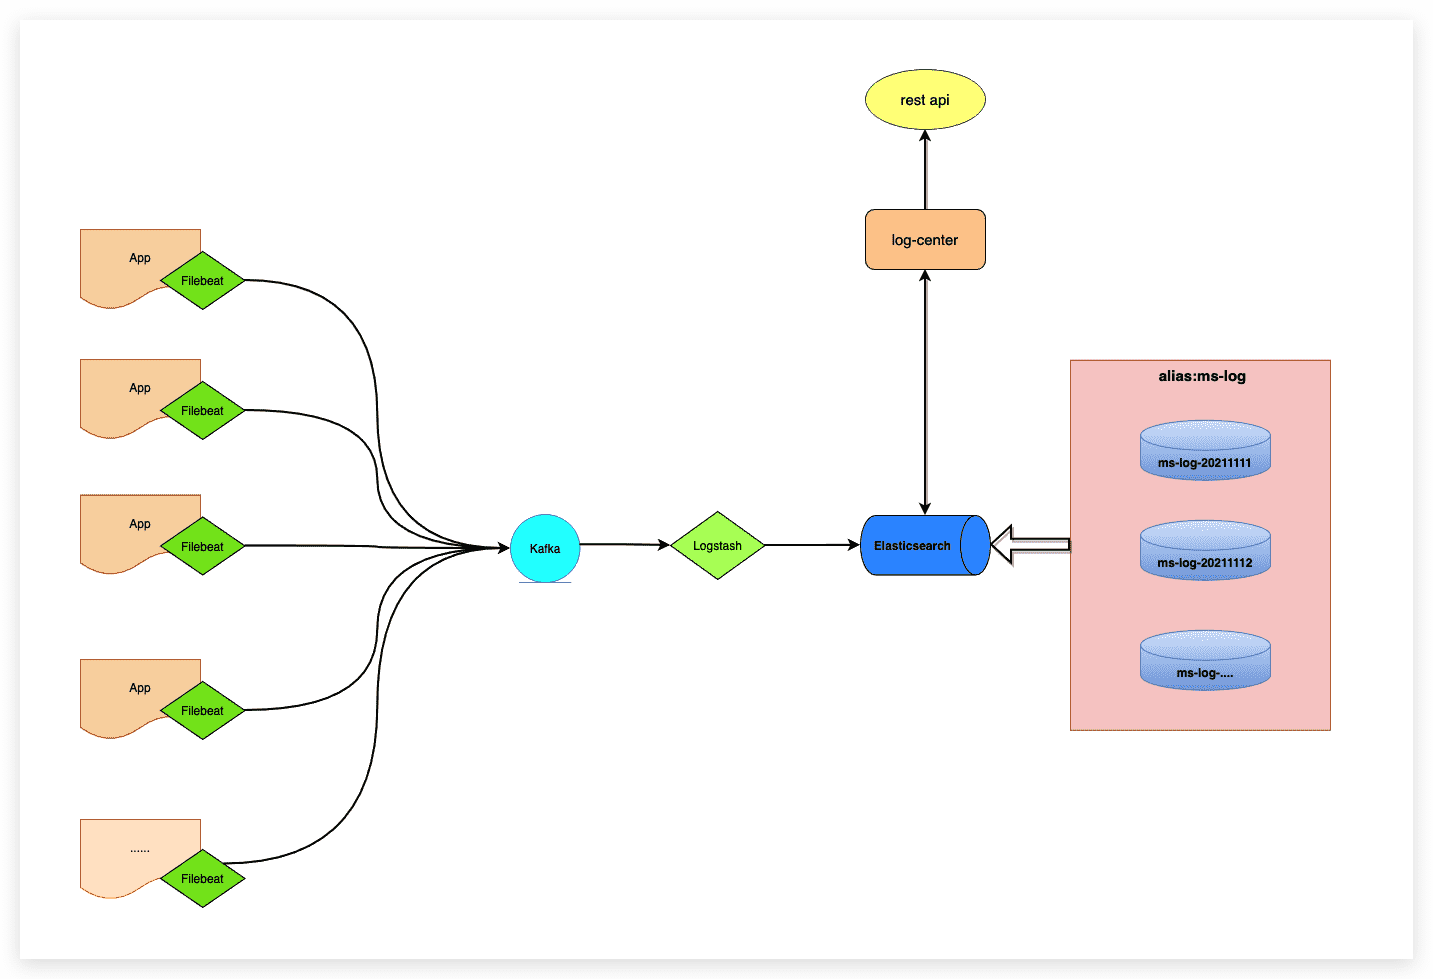 rest api
log-center
App
Filebeat
App
Filebeat
App
Filebeat
App
Filebeat
......
Filebeat
Kafka
Logstash
Elasticsearch
alias:ms-log
ms-log-20211111
ms-log-20211112
ms-log-....